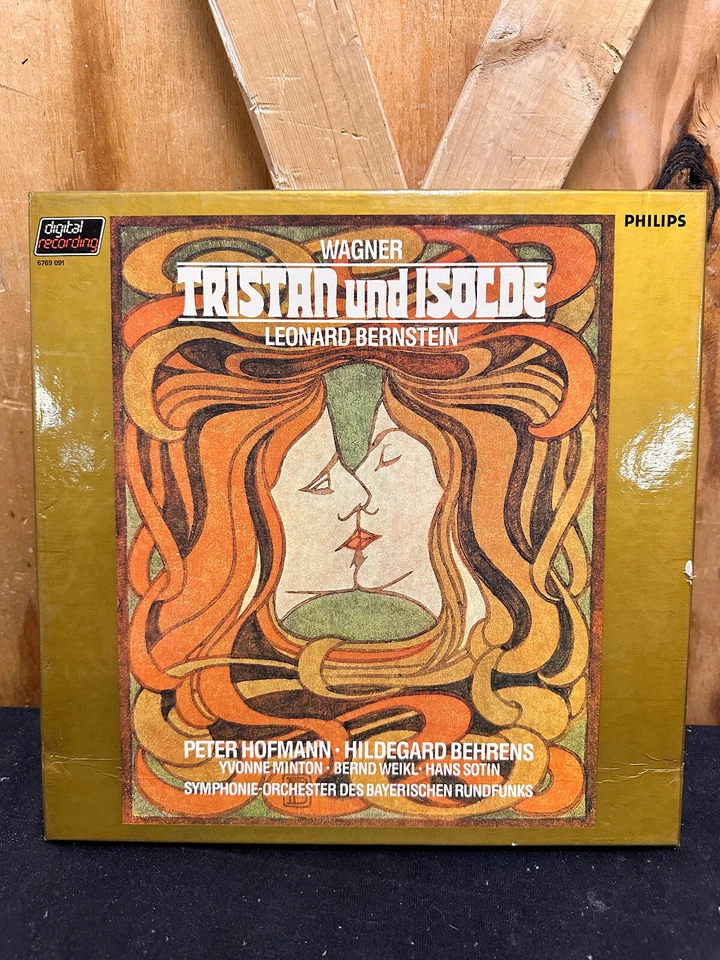 digital
recording
6769 091
PHILIPS
WAGNER
TRISTAN und ISOLDE
LEONARD BERNSTEIN
PETER HOFMANN · HILDEGARD BEHRENS
YVONNE MINTON · BERND WEIKL · HANS SOTIN
SYMPHONIE-ORCHESTER DES BAYERISCHEN RUNDFUNKS